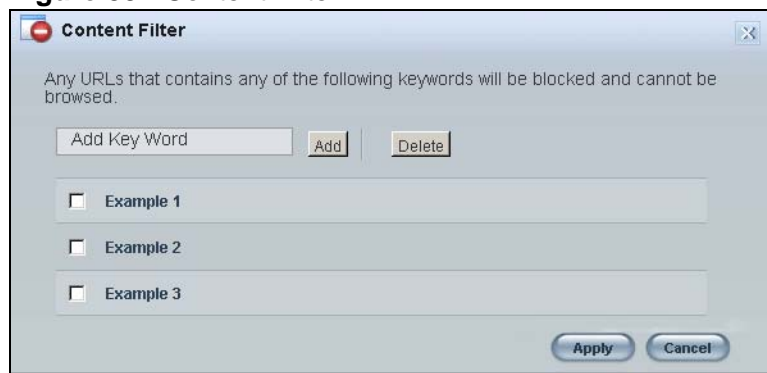 Content Filter
Any URLs that contains any of the following keywords will be blocked and cannot be
browsed.
Add Key Word Add Delete
Example 1
Example 2
Example 3
Apply Cancel